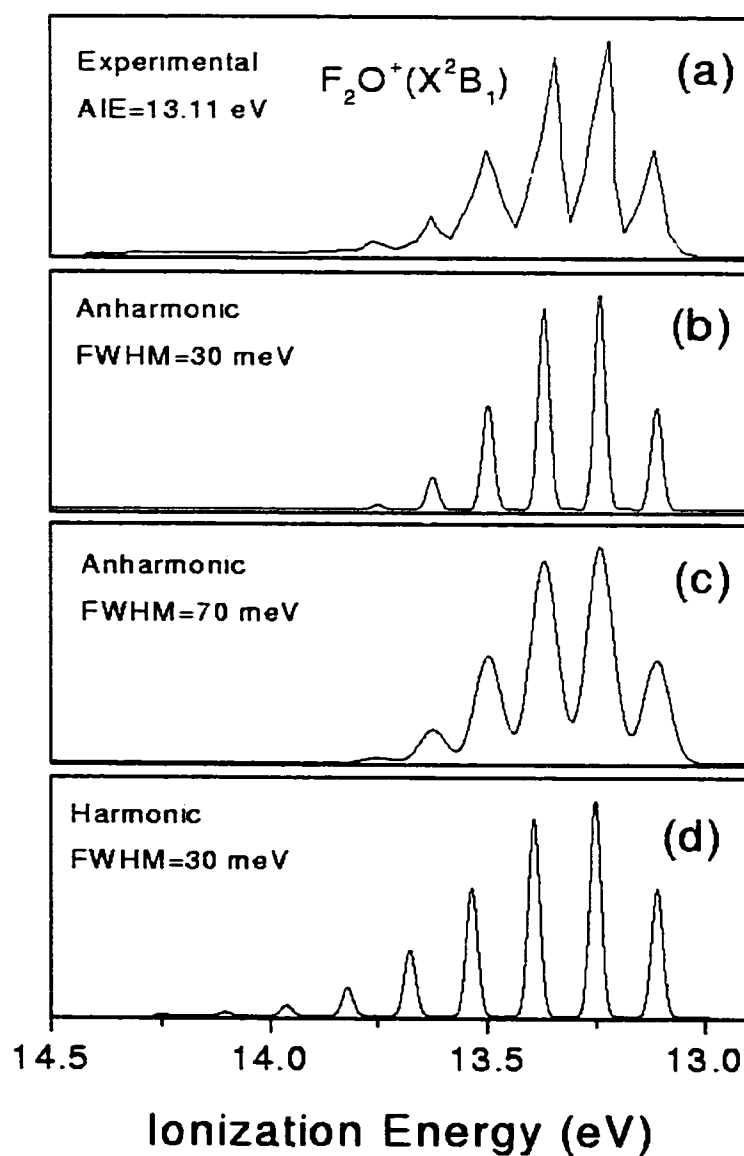 Experimental
AIE=13.11 eV
F₂O⁺(X²B₁)
(a)
Anharmonic
FWHM=30 meV
(b)
Anharmonic
FWHM=70 meV
(c)
Harmonic
FWHM=30 meV
(d)
14.5 14.0 13.5 13.0
Ionization Energy (eV)